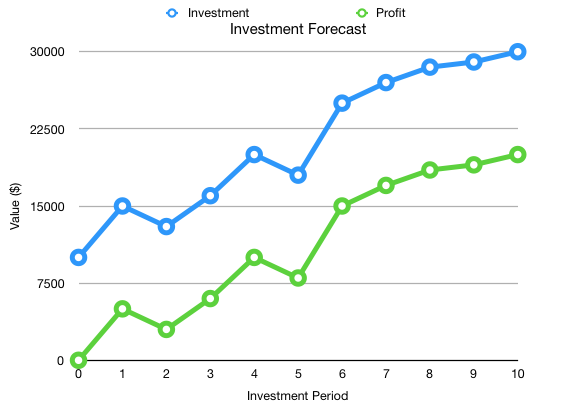 Investment Profit
Investment Forecast
30000
22500
15000
7500
0
Value ($)
0 1 2 3 4 5 6 7 8 9 10
Investment Period